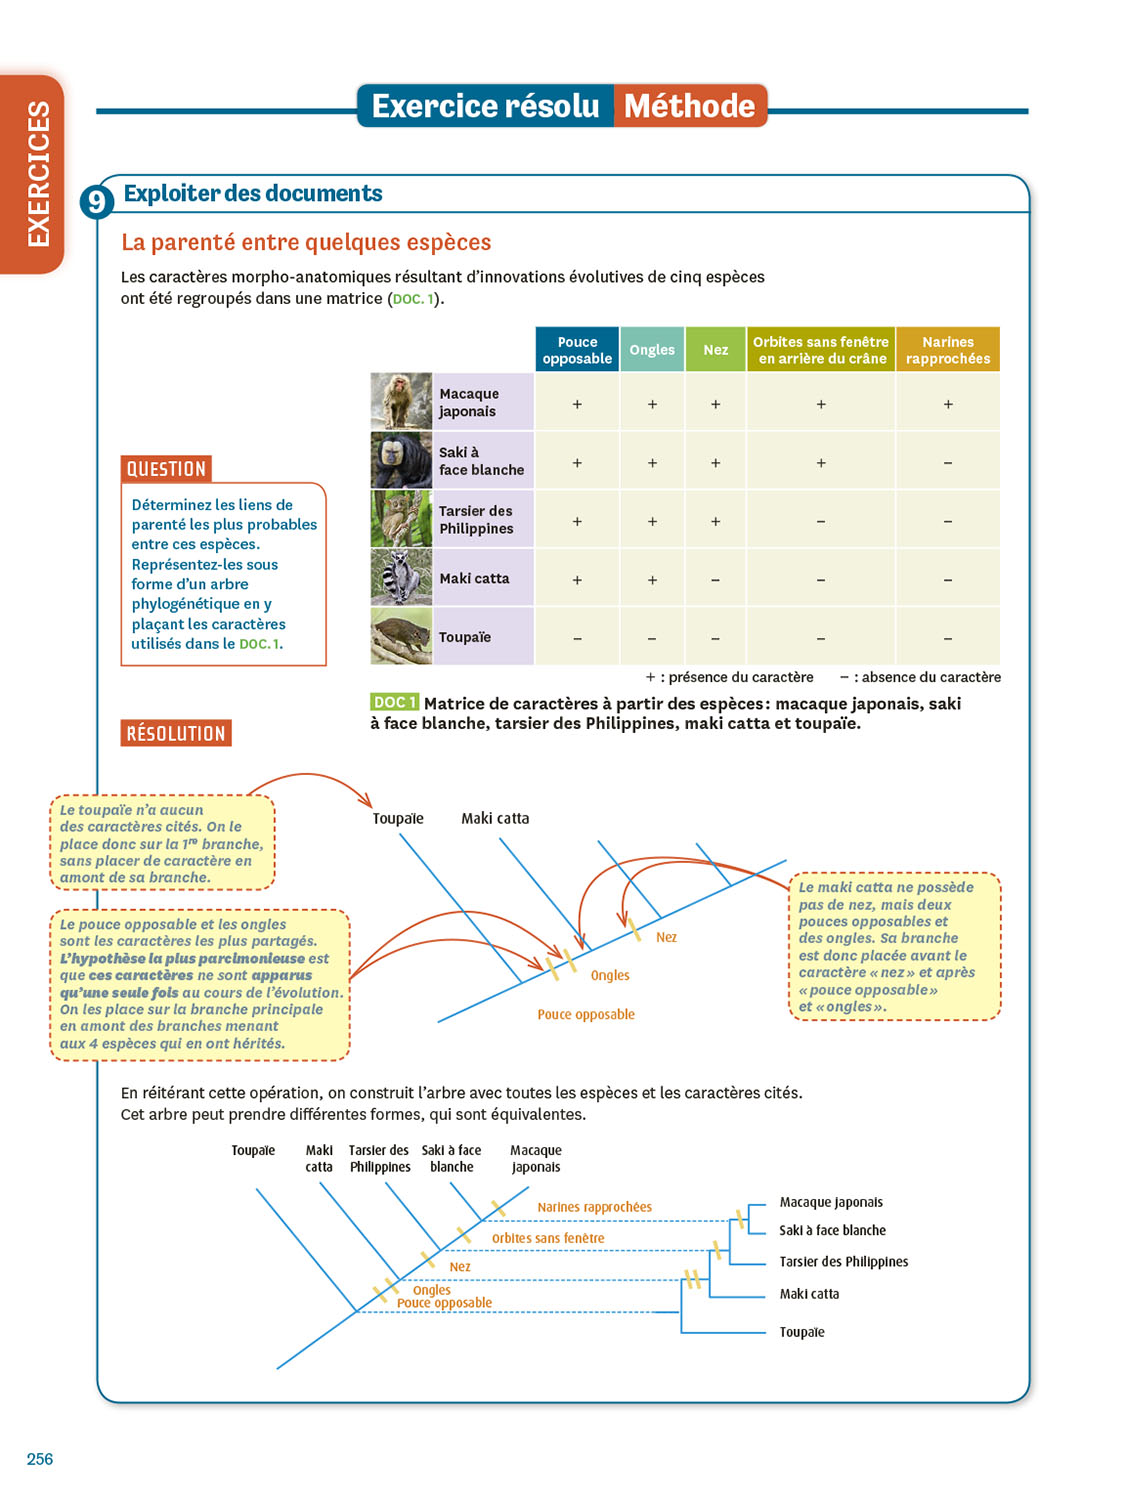 EXERCICES
Exercice résolu Méthode
9 Exploiter des documents
La parenté entre quelques espèces
Les caractères morpho-anatomiques résultant d’innovations évolutives de cinq espèces
ont été regroupés dans une matrice (DOC. 1).
QUESTION
Déterminez les liens de
parenté les plus probables
entre ces espèces.
Représentez-les sous
forme d’un arbre
phylogénétique en y
plaçant les caractères
utilisés dans le DOC. 1.
Pouce
opposable
Ongles
Nez
Orbites sans fenêtre
en arrière du crâne
Narines
rapprochées
Macaque
japonais
+ + + + +
Saki à
face blanche
+ + + + –
Tarsier des
Philippines
+ + + – –
Maki catta
+ + – – –
Toupaïe
– – – – –
+ : présence du caractère – : absence du caractère
DOC 1 Matrice de caractères à partir des espèces : macaque japonais, saki
à face blanche, tarsier des Philippines, maki catta et toupaïe.
RÉSOLUTION
Le toupaïe n’a aucun
des caractères cités. On le
place donc sur la 1re branche,
sans placer de caractère en
amont de sa branche.
Le pouce opposable et les ongles
sont les caractères les plus partagés.
L’hypothèse la plus parcimonieuse est
que ces caractères ne sont apparus
qu’une seule fois au cours de l’évolution.
On les place sur la branche principale
en amont des branches menant
aux 4 espèces qui en ont hérités.
Toupaïe
Maki catta
Nez
Ongles
Pouce opposable
Le maki catta ne possède
pas de nez, mais deux
pouces opposables et
des ongles. Sa branche
est donc placée avant le
caractère « nez » et après
« pouce opposable »
et « ongles ».
En réitérant cette opération, on construit l’arbre avec toutes les espèces et les caractères cités.
Cet arbre peut prendre différentes formes, qui sont équivalentes.
Toupaïe
Maki
catta
Tarsier des
Philippines
Saki à face
blanche
Macaque
japonais
Narines rapprochées
Orbites sans fenêtre
Nez
Ongles
Pouce opposable
Macaque japonais
Saki à face blanche
Tarsier des Philippines
Maki catta
Toupaïe
256